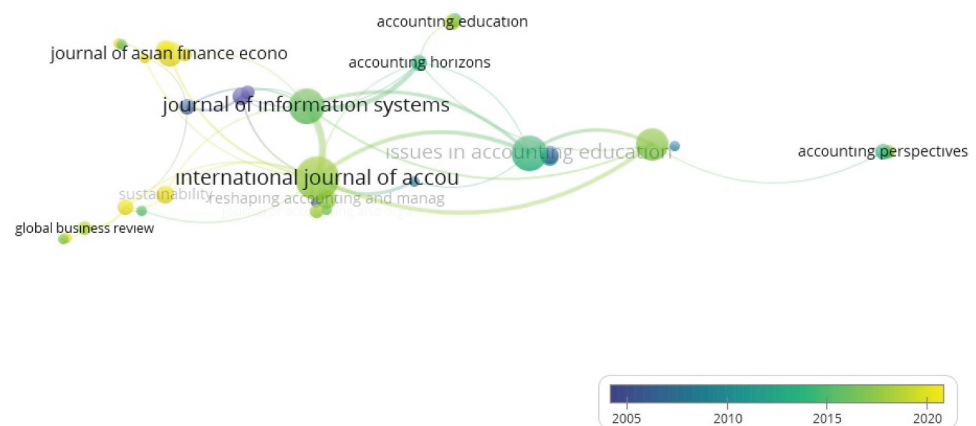 accounting education
journal of asian finance econo
accounting horizons
journal of information systems
issues in accounting education
accounting perspectives
international journal of accou
sustainability
reshaping accounting and manag
global business review
2005
2010
2015
2020